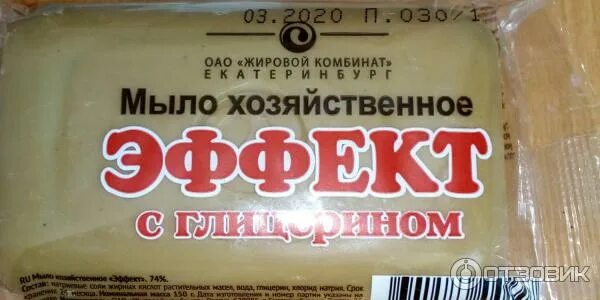 03.2020 П.030/1
ОАО «ЖИРОВОЙ КОМБИНАТ»
ЕКАТЕРИНБУРГ
Мыло хозяйственное
ЭФФЕКТ
с глицерином
RU Мыло хозяйственное «Эффект». 74%.
Состав: натриевые соли жирных кислот растительных масел, вода, глицерин, хлорид натрия. Срок
месяца. Номинальная масса 150 г. Дата изготовления и номер партии указаны на
ОТЗОВИК